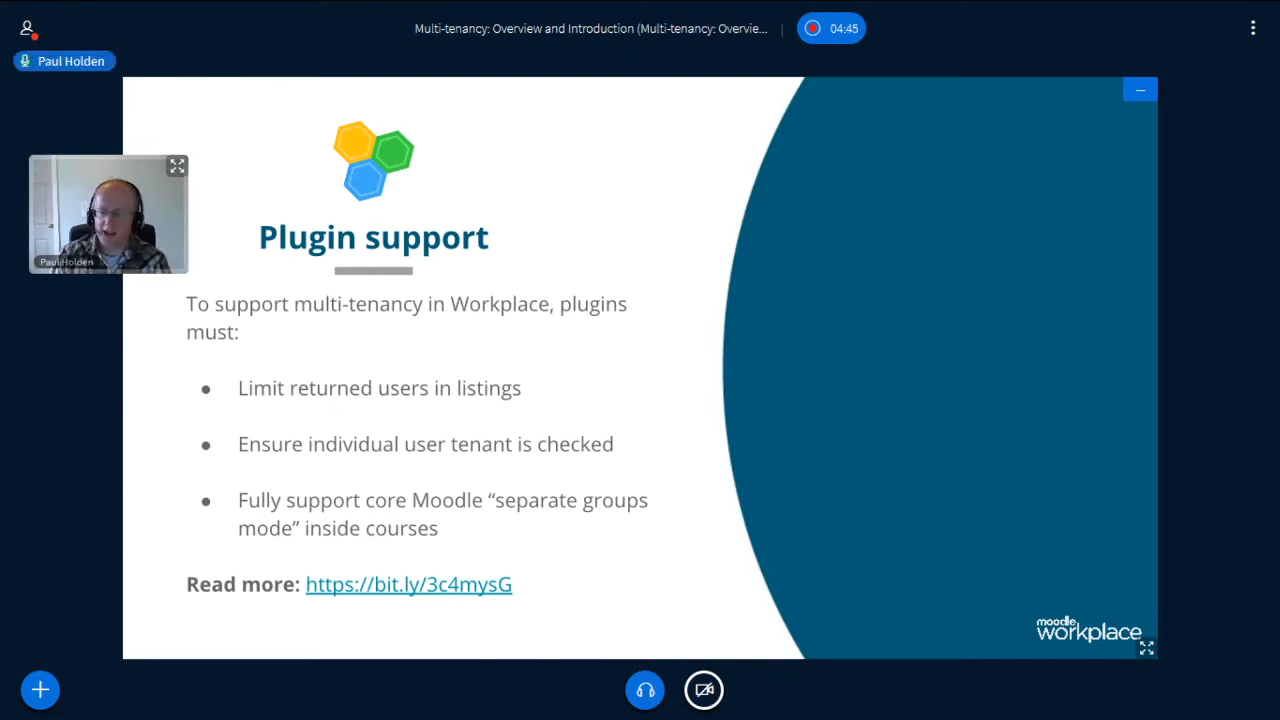 Multi-tenancy: Overview and Introduction (Multi-tenancy: Overvie...
04:45
Paul Holden
Paul Holden
Plugin support
To support multi-tenancy in Workplace, plugins
must:
● Limit returned users in listings
● Ensure individual user tenant is checked
● Fully support core Moodle “separate groups
mode” inside courses
Read more: https://bit.ly/3c4mysG
moodle
workplace